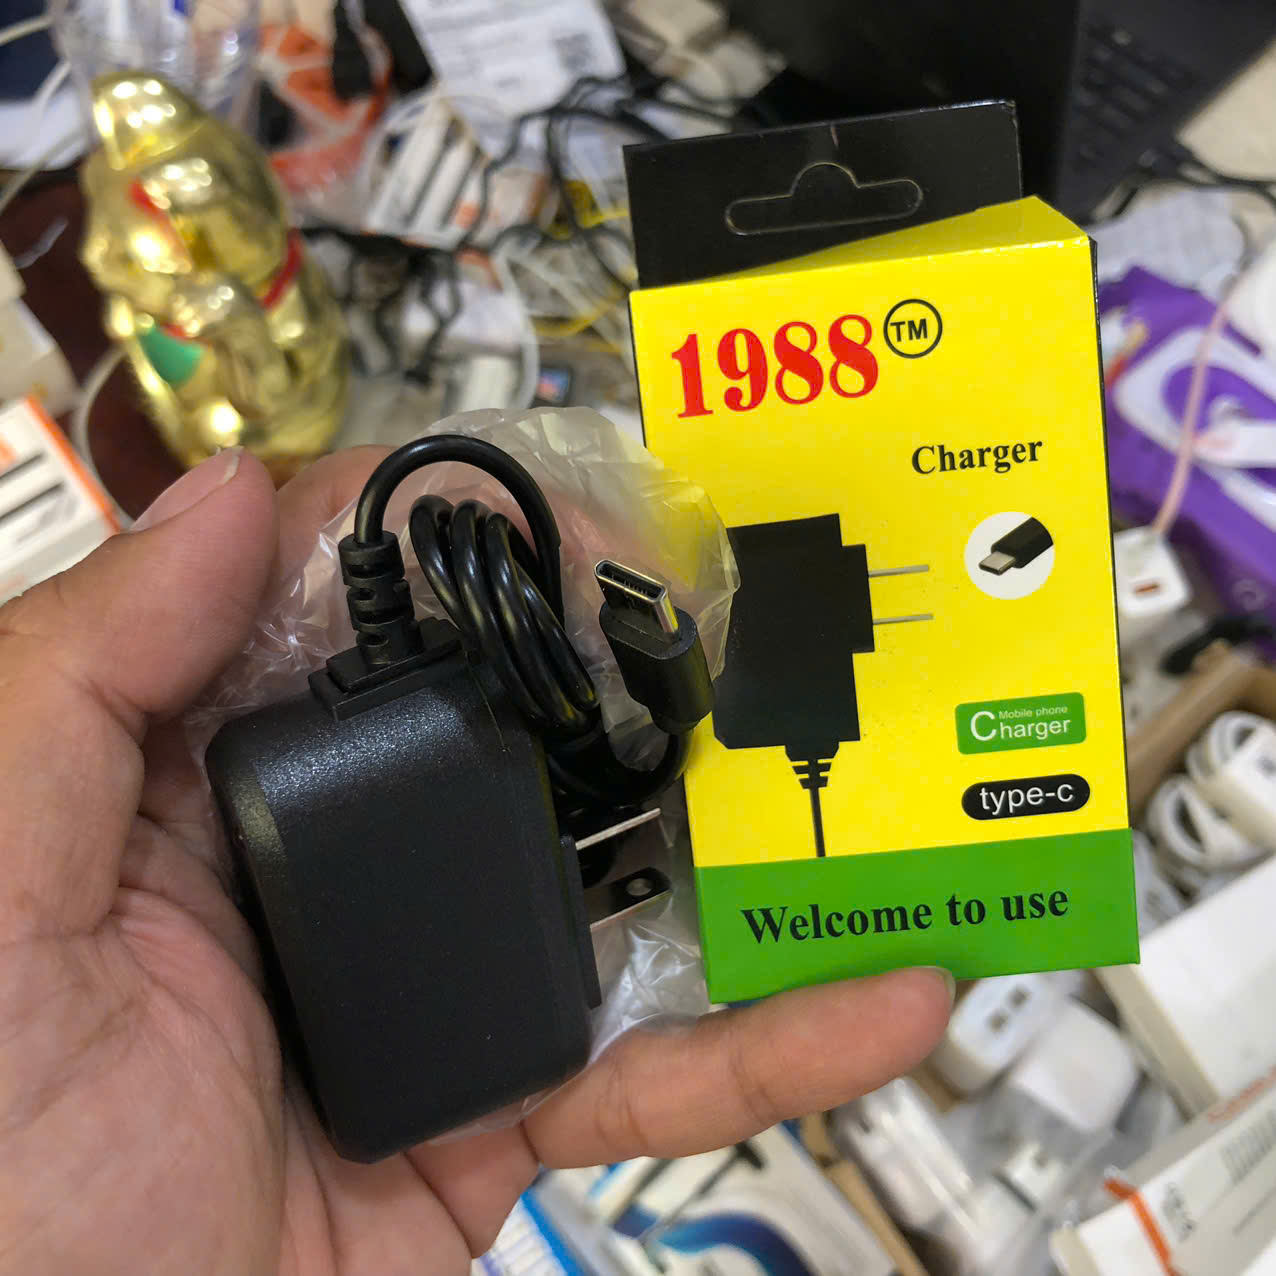 1988 TM
Charger
Mobile phone
Charger
type-c
Welcome to use